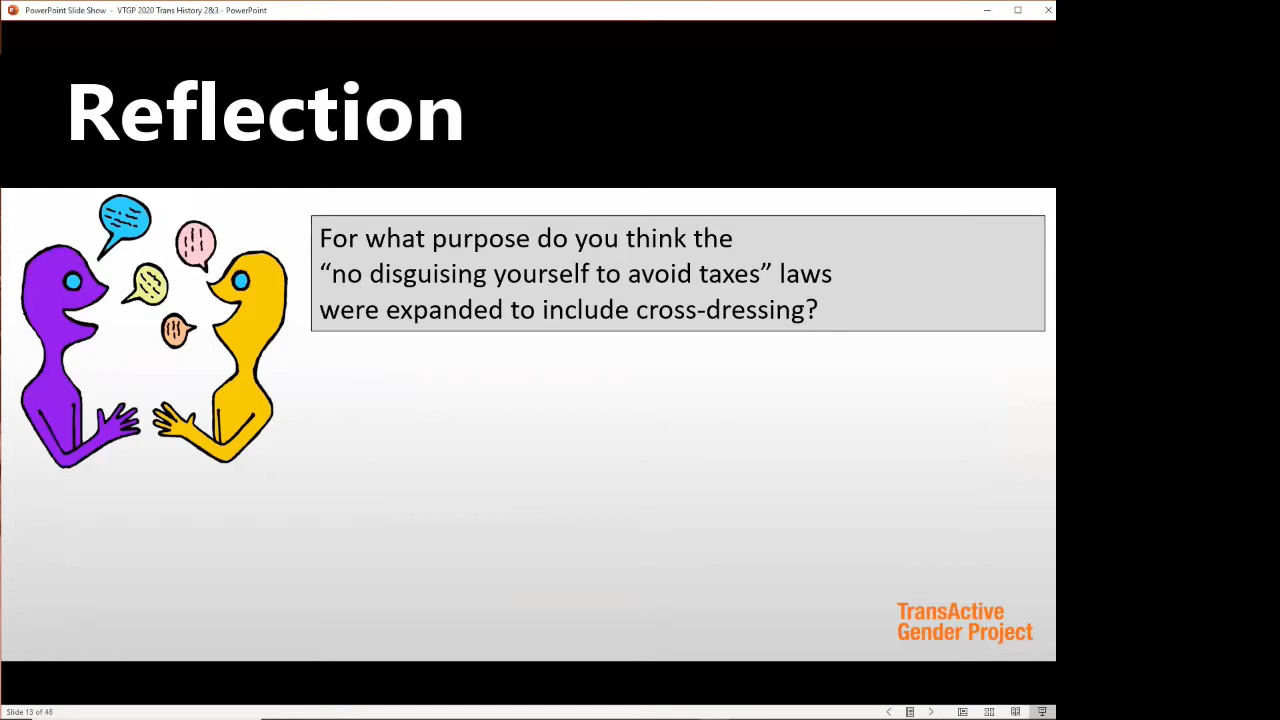 PowerPoint Slide Show - VTGP 2020 Trans History 2&3 - PowerPoint
Reflection
For what purpose do you think the
“no disguising yourself to avoid taxes” laws
were expanded to include cross-dressing?
TransActive
Gender Project
Slide 13 of 48